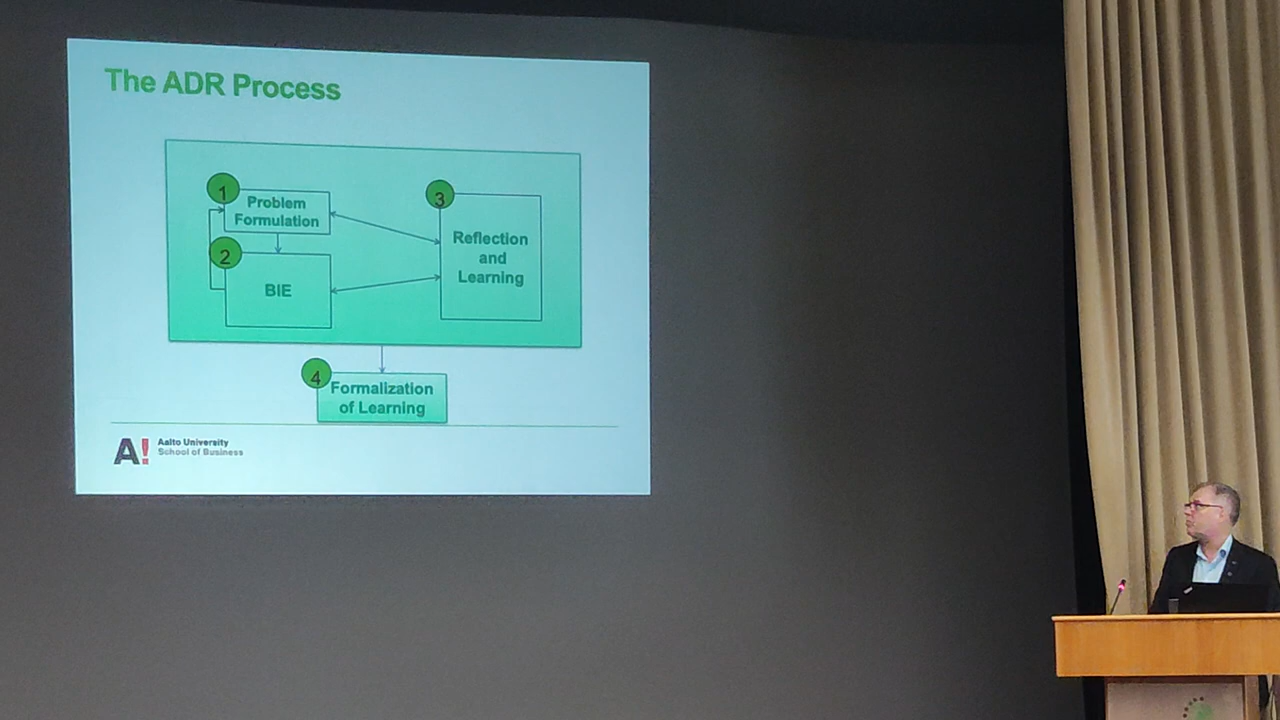 The ADR Process
1
Problem
Formulation
2
BIE
3
Reflection
and
Learning
4
Formalization
of Learning
A!
Aalto University
School of Business